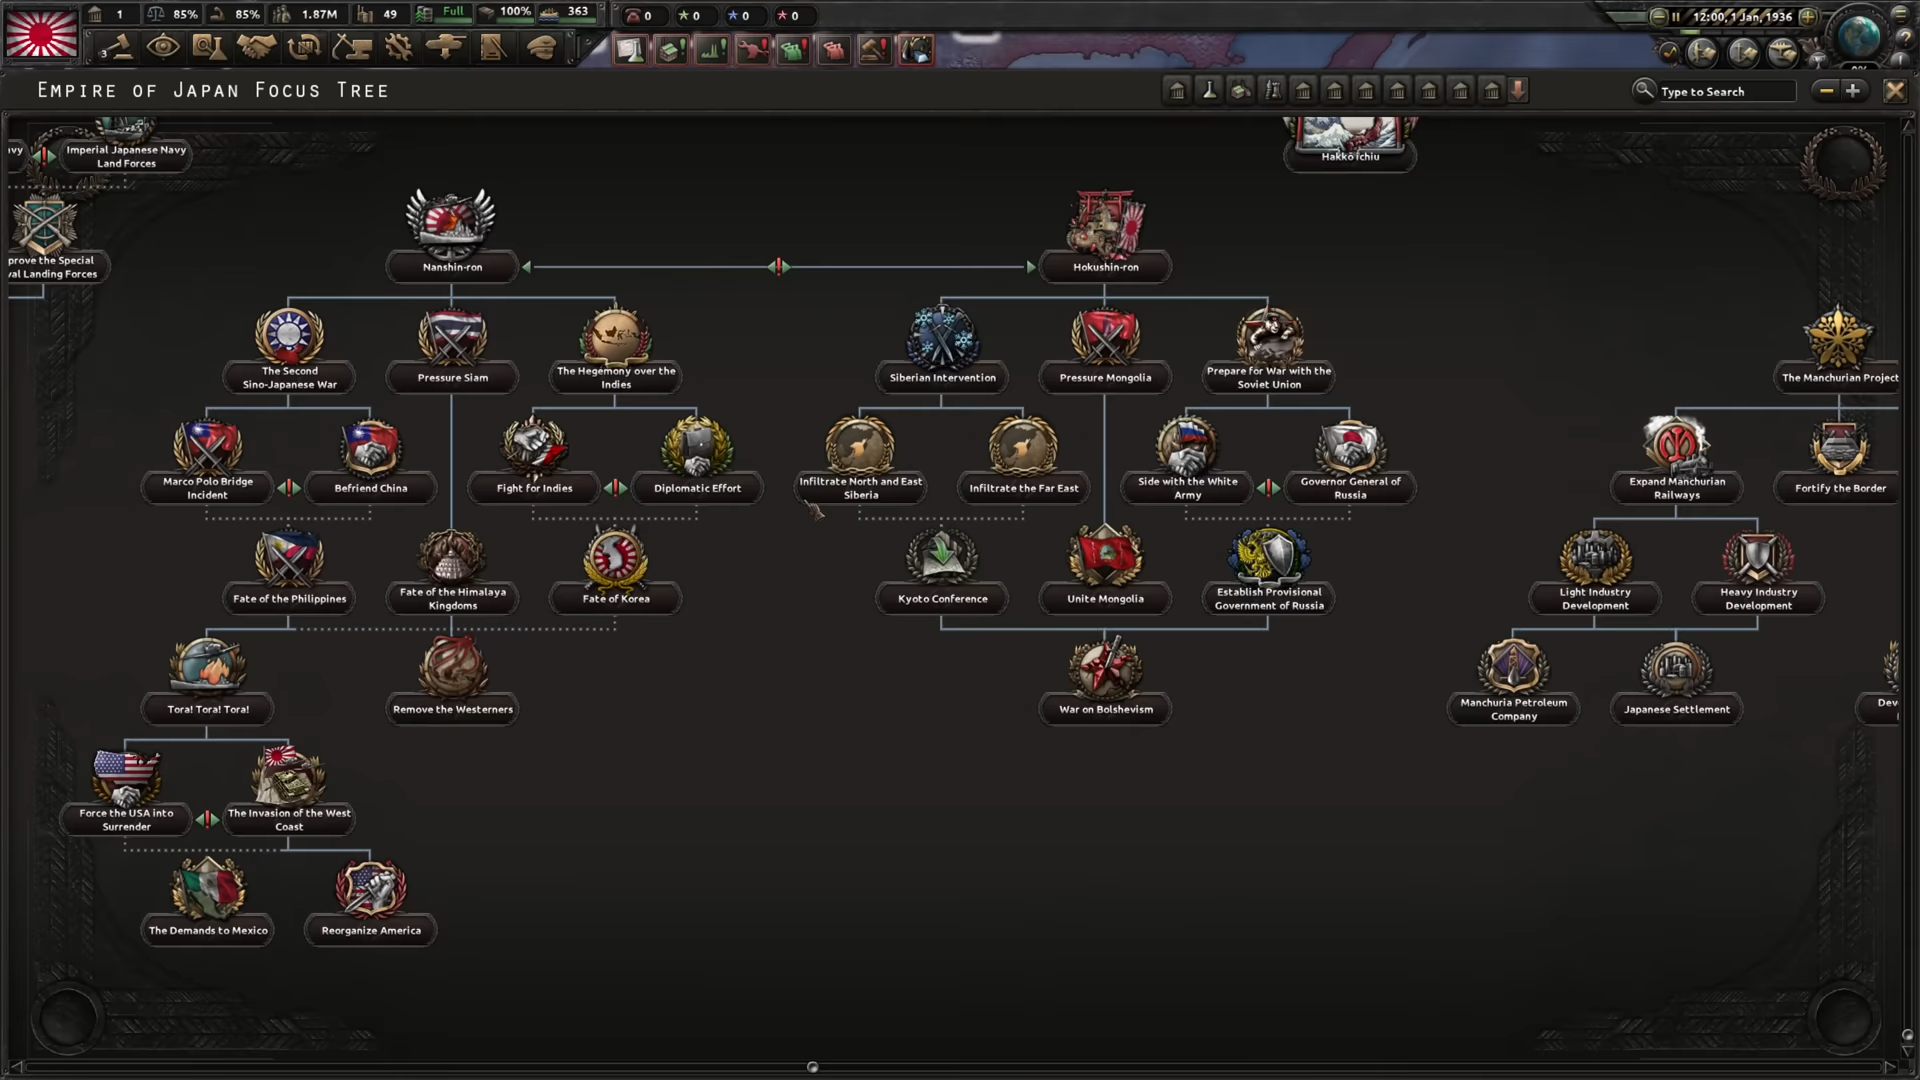 1
85%
85%
1.87M
49
Full
100%
363
0
0
0
0
12:00, 1 Jan, 1936
3
Empire of Japan Focus Tree
Type to Search
vy
Imperial Japanese Navy
Land Forces
Hakkō Ichiu
prove the Special
val Landing Forces
Nanshin-ron
Hokushin-ron
The Second
Sino-Japanese War
Pressure Siam
The Hegemony over the
Indies
Siberian Intervention
Pressure Mongolia
Prepare for War with the
Soviet Union
The Manchurian Project
Marco Polo Bridge
Incident
Befriend China
Fight for Indies
Diplomatic Effort
Infiltrate North and East
Siberia
Infiltrate the Far East
Side with the White
Army
Governor General of
Russia
Expand Manchurian
Railways
Fortify the Border
Fate of the Philippines
Fate of the Himalaya
Kingdoms
Fate of Korea
Kyoto Conference
Unite Mongolia
Establish Provisional
Government of Russia
Light Industry
Development
Heavy Industry
Development
Tora! Tora! Tora!
Remove the Westerners
War on Bolshevism
Manchuria Petroleum
Company
Japanese Settlement
Dev
Force the USA into
Surrender
The Invasion of the West
Coast
The Demands to Mexico
Reorganize America